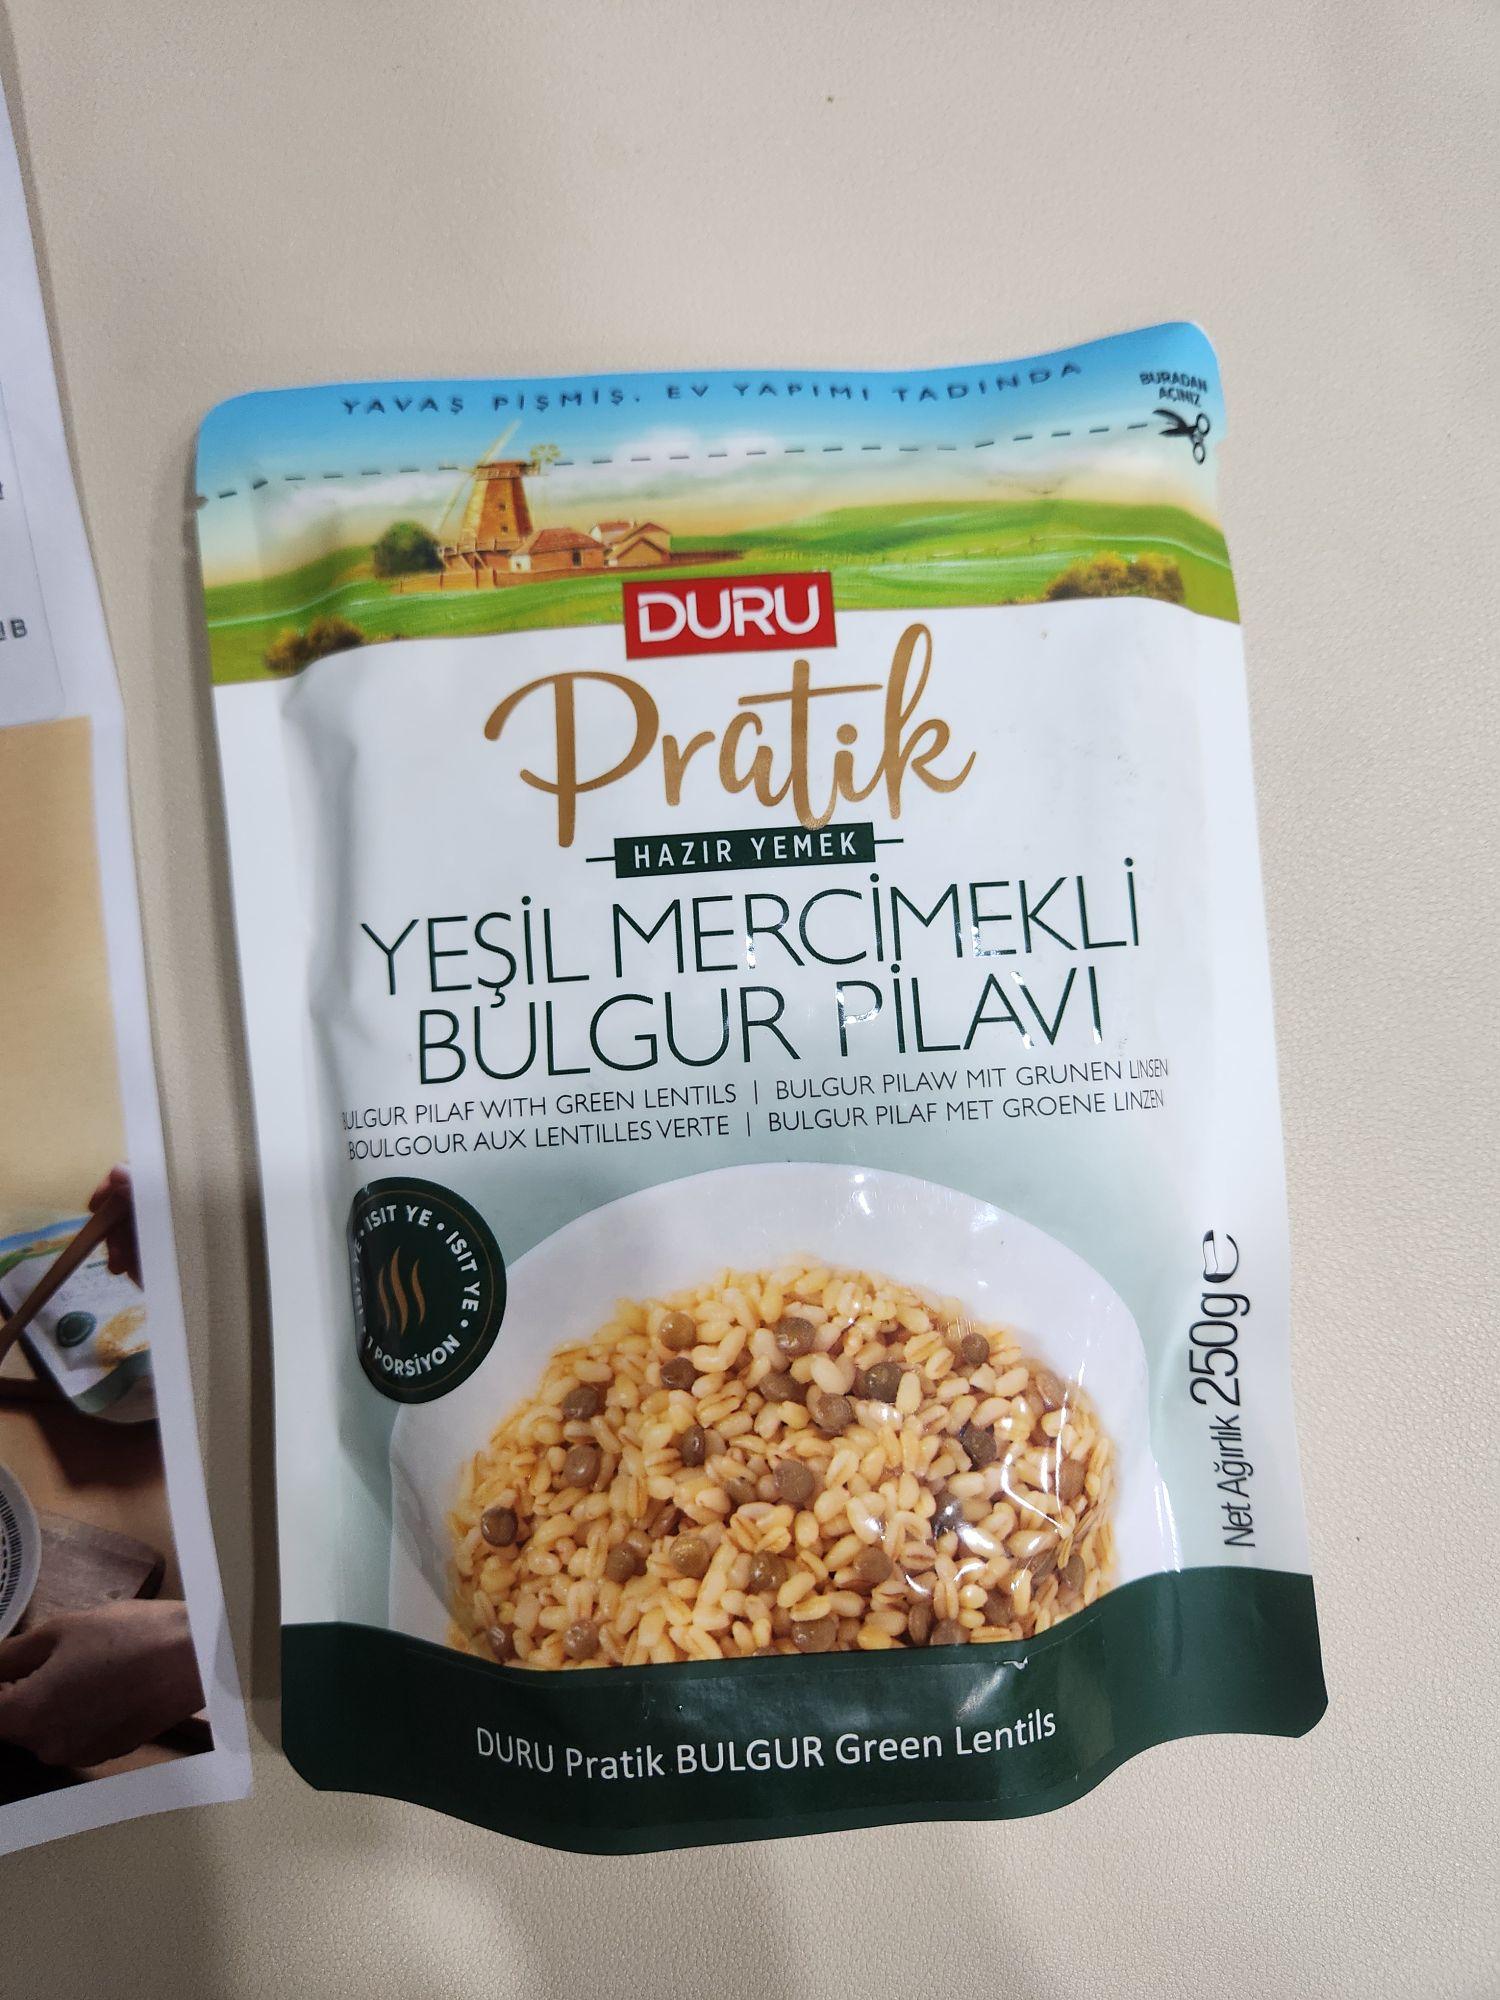 YAVAŞ PİŞMİŞ, EV YAPIMI TADINDA
BURADAN
AÇINIZ
DURU
Pratik
HAZIR YEMEK
YEŞİL MERCİMEKLİ
BULGUR PİLAVI
ULGUR PILAF WITH GREEN LENTILS | BULGUR PILAW MIT GRUNEN LINSEN
BOULGOUR AUX LENTILLES VERTE | BULGUR PILAF MET GROENE LINZEN
ISIT YE • ISIT YE •
1 PORSİYON
Net Ağırlık 250g ℮
DURU Pratik BULGUR Green Lentils